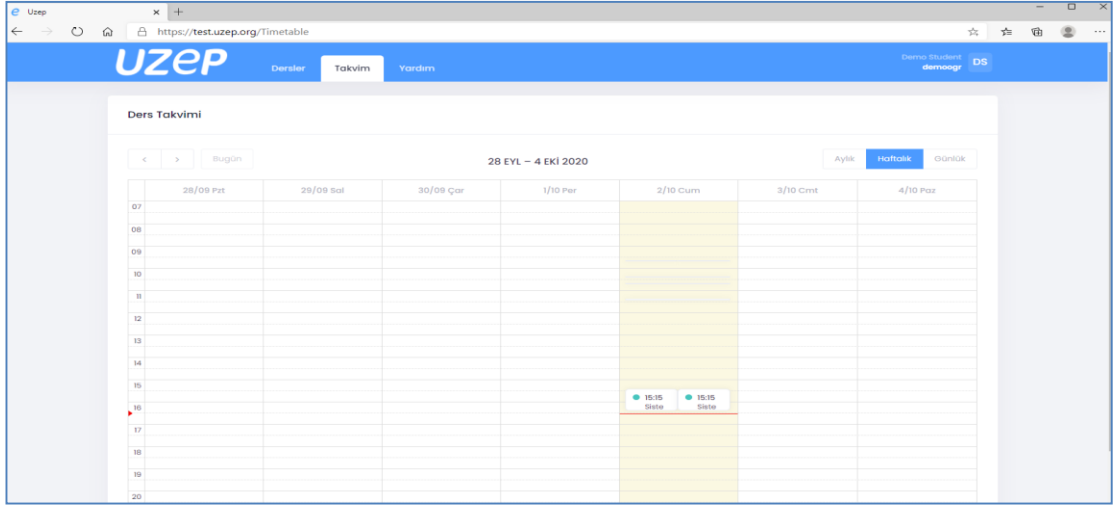 Uzep
https://test.uzep.org/Timetable
uzep
Dersler Takvim Yardım
Demo Student
demoogr
DS
Ders Takvimi
Bugün
28 EYL – 4 EKİ 2020
Aylık Haftalık Günlük
28/09 Pzt 29/09 Sal 30/09 Çar 1/10 Per 2/10 Cum 3/10 Cmt 4/10 Paz
07
08
09
10
11
12
13
14
15
15:15 15:15
Siste Siste
16
17
18
19
20